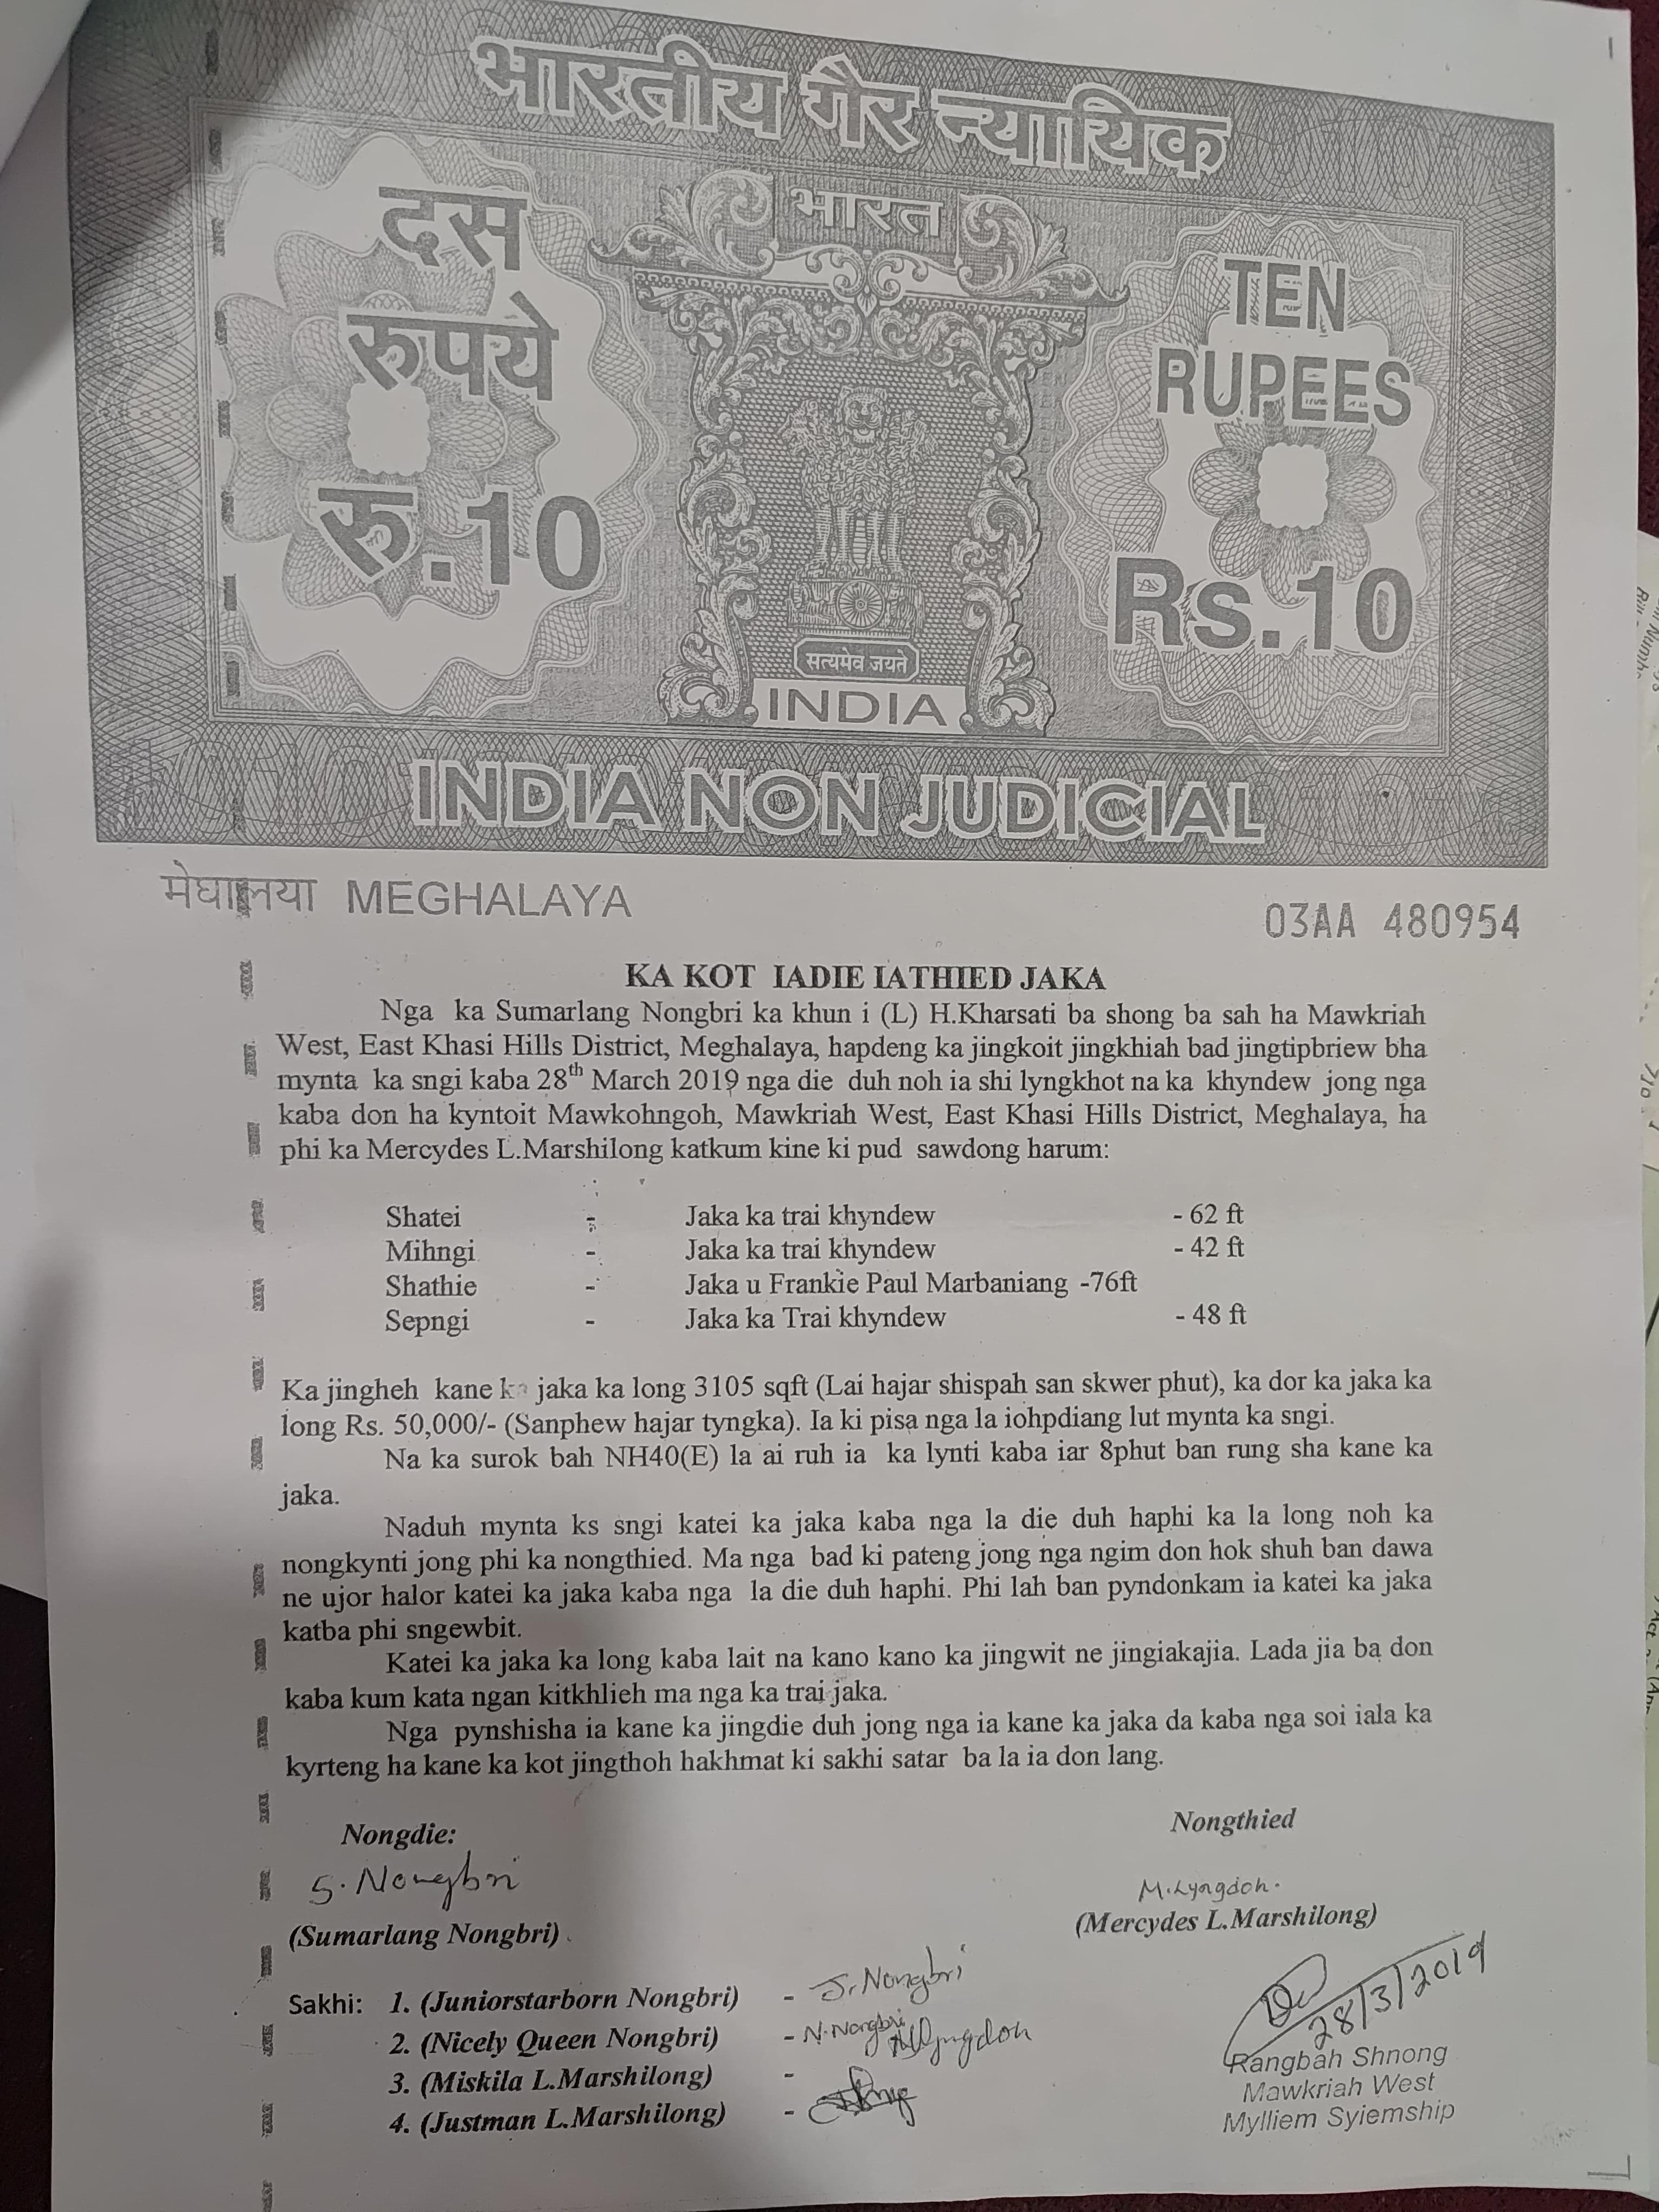 भारतीय गैर न्यायिक
दस
रुपये
रु.10
भारत
सत्यमेव जयते
INDIA
TEN
RUPEES
Rs.10
INDIA NON JUDICIAL
मेघालया MEGHALAYA
03AA 480954
KA KOT IADIE IATHIED JAKA
Nga ka Sumarlang Nongbri ka khun i (L) H.Kharsati ba shong ba sah ha Mawkriah
West, East Khasi Hills District, Meghalaya, hapdeng ka jingkoit jingkhiah bad jingtipbriew bha
mynta ka sngi kaba 28th March 2019 nga die duh noh ia shi lyngkhot na ka khyndew jong nga
kaba don ha kyntoit Mawkohngoh, Mawkriah West, East Khasi Hills District, Meghalaya, ha
phi ka Mercydes L.Marshilong katkum kine ki pud sawdong harum:
Shatei - Jaka ka trai khyndew - 62 ft
Mihngi - Jaka ka trai khyndew - 42 ft
Shathie - Jaka u Frankie Paul Marbaniang -76ft
Sepngi - Jaka ka Trai khyndew - 48 ft
Ka jingheh kane ka jaka ka long 3105 sqft (Lai hajar shispah san skwer phut), ka dor ka jaka ka
long Rs. 50,000/- (Sanphew hajar tyngka). Ia ki pisa nga la iohpdiang lut mynta ka sngi.
Na ka surok bah NH40(E) la ai ruh ia ka lynti kaba iar 8phut ban rung sha kane ka
jaka.
Naduh mynta ks sngi katei ka jaka kaba nga la die duh haphi ka la long noh ka
nongkynti jong phi ka nongthied. Ma nga bad ki pateng jong nga ngim don hok shuh ban dawa
ne ujor halor katei ka jaka kaba nga la die duh haphi. Phi lah ban pyndonkam ia katei ka jaka
katba phi sngewbit.
Katei ka jaka ka long kaba lait na kano kano ka jingwit ne jingiakajia. Lada jia ba don
kaba kum kata ngan kitkhlieh ma nga ka trai jaka.
Nga pynshisha ia kane ka jingdie duh jong nga ia kane ka jaka da kaba nga soi iala ka
kyrteng ha kane ka kot jingthoh hakhmat ki sakhi satar ba la ia don lang.
Nongdie: Nongthied
S. Nongbri M. Lyngdoh.
(Sumarlang Nongbri) (Mercydes L.Marshilong)
Sakhi: 1. (Juniorstarborn Nongbri) - J. Nongbri
2. (Nicely Queen Nongbri) - N. Nongbri
3. (Miskila L.Marshilong) - Lyngdoh
4. (Justman L.Marshilong) -
28/3/2019
Rangbah Shnong
Mawkriah West
Mylliem Syiemship